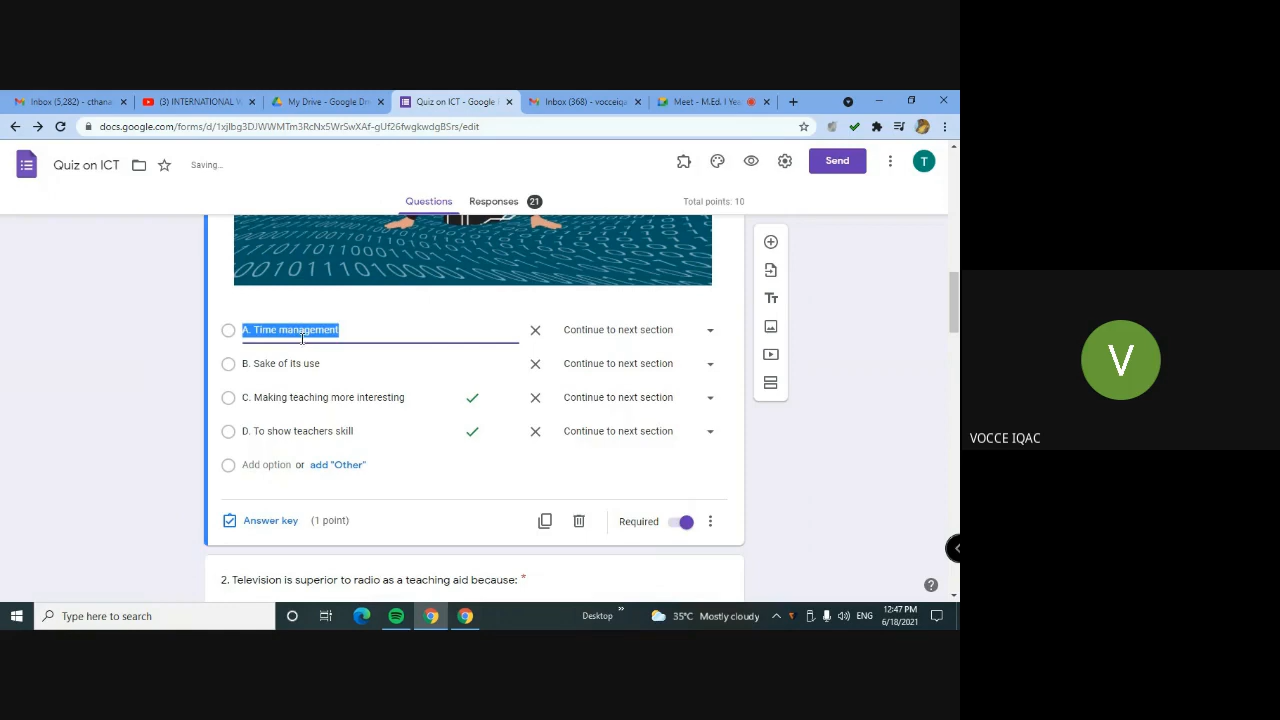 Inbox (5,282) - cthana
(3) INTERNATIONAL W
My Drive - Google Dr
Quiz on ICT - Google
Inbox (368) - vocceiqa
Meet - M.Ed. I Yea
docs.google.com/forms/d/1xjlbg3DJWWMTm3RcNx5WrSwXAf-gUf26fwgkwdgBSrs/edit
Quiz on ICT
Saving...
Send
T
Questions
Responses
21
Total points: 10
A. Time management
Continue to next section
B. Sake of its use
Continue to next section
C. Making teaching more interesting
Continue to next section
D. To show teachers skill
Continue to next section
Add option or add "Other"
Answer key (1 point)
Required
2. Television is superior to radio as a teaching aid because: *
V
VOCCE IQAC
Type here to search
Desktop
35°C Mostly cloudy
ENG
12:47 PM
6/18/2021